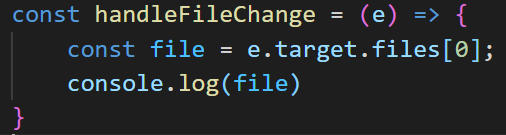 const handleFileChange = (e) => {
    const file = e.target.files[0];
    console.log(file)
}